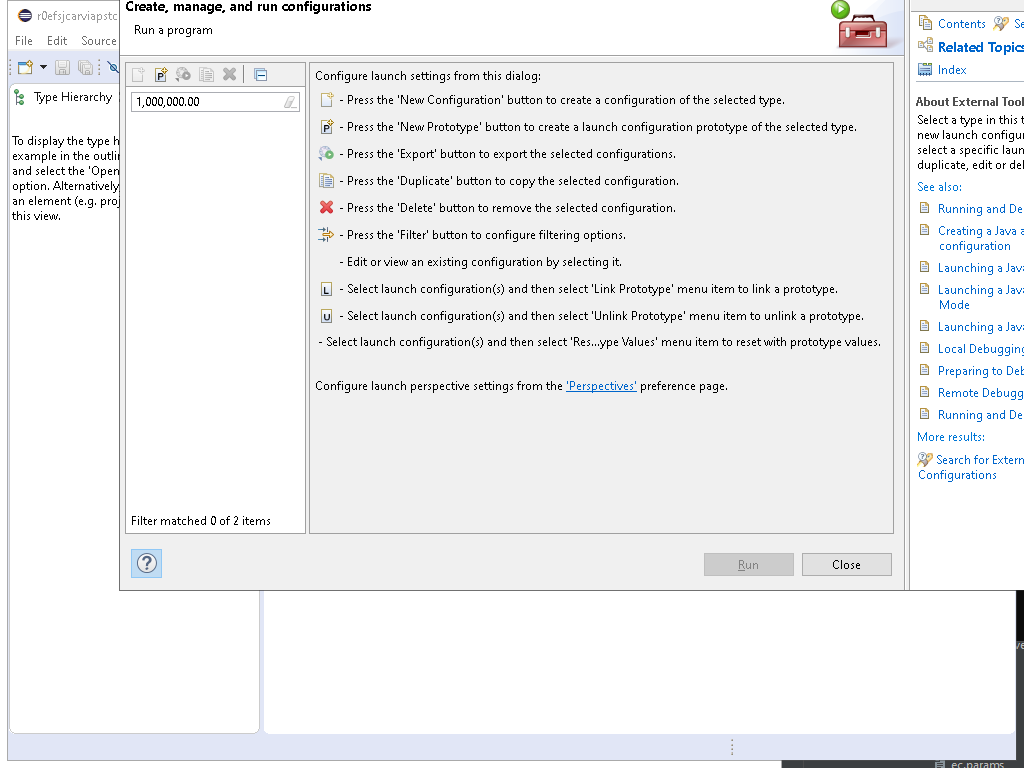 Create, manage, and run configurations
Run a program
r0efsjcarviapstc
File Edit Source
Type Hierarchy
To display the type h
example in the outli
and select the 'Open
option. Alternatively
an element (e.g. proj
this view.
1,000,000.00
Filter matched 0 of 2 items
Configure launch settings from this dialog:
- Press the 'New Configuration' button to create a configuration of the selected type.
P - Press the 'New Prototype' button to create a launch configuration prototype of the selected type.
- Press the 'Export' button to export the selected configurations.
- Press the 'Duplicate' button to copy the selected configuration.
- Press the 'Delete' button to remove the selected configuration.
- Press the 'Filter' button to configure filtering options.
- Edit or view an existing configuration by selecting it.
L - Select launch configuration(s) and then select 'Link Prototype' menu item to link a prototype.
U - Select launch configuration(s) and then select 'Unlink Prototype' menu item to unlink a prototype.
- Select launch configuration(s) and then select 'Res...ype Values' menu item to reset with prototype values.
Configure launch perspective settings from the 'Perspectives' preference page.
?
Run
Close
Contents Se
Related Topics
Index
About External Tool
Select a type in this t
new launch configur
select a specific laun
duplicate, edit or del
See also:
Running and De
Creating a Java a
configuration
Launching a Java
Launching a Java
Mode
Launching a Java
Local Debugging
Preparing to Deb
Remote Debugg
Running and De
More results:
Search for Extern
Configurations
ve
ec.params